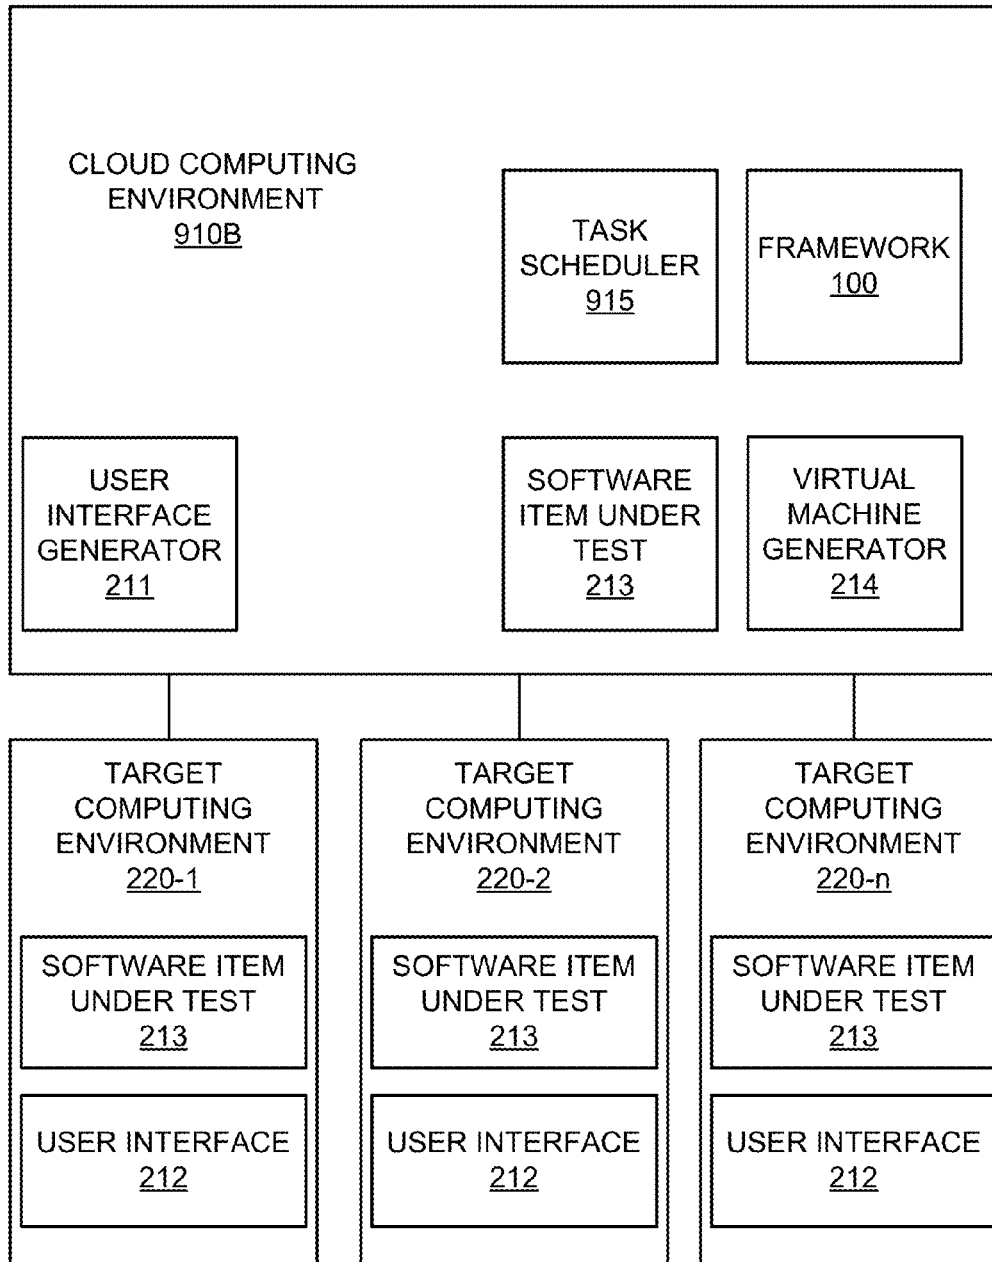 CLOUD COMPUTING
ENVIRONMENT
910B
TASK
SCHEDULER
915
FRAMEWORK
100
USER
INTERFACE
GENERATOR
211
SOFTWARE
ITEM UNDER
TEST
213
VIRTUAL
MACHINE
GENERATOR
214
TARGET
COMPUTING
ENVIRONMENT
220-1
SOFTWARE ITEM
UNDER TEST
213
USER INTERFACE
212
TARGET
COMPUTING
ENVIRONMENT
220-2
SOFTWARE ITEM
UNDER TEST
213
USER INTERFACE
212
TARGET
COMPUTING
ENVIRONMENT
220-n
SOFTWARE ITEM
UNDER TEST
213
USER INTERFACE
212